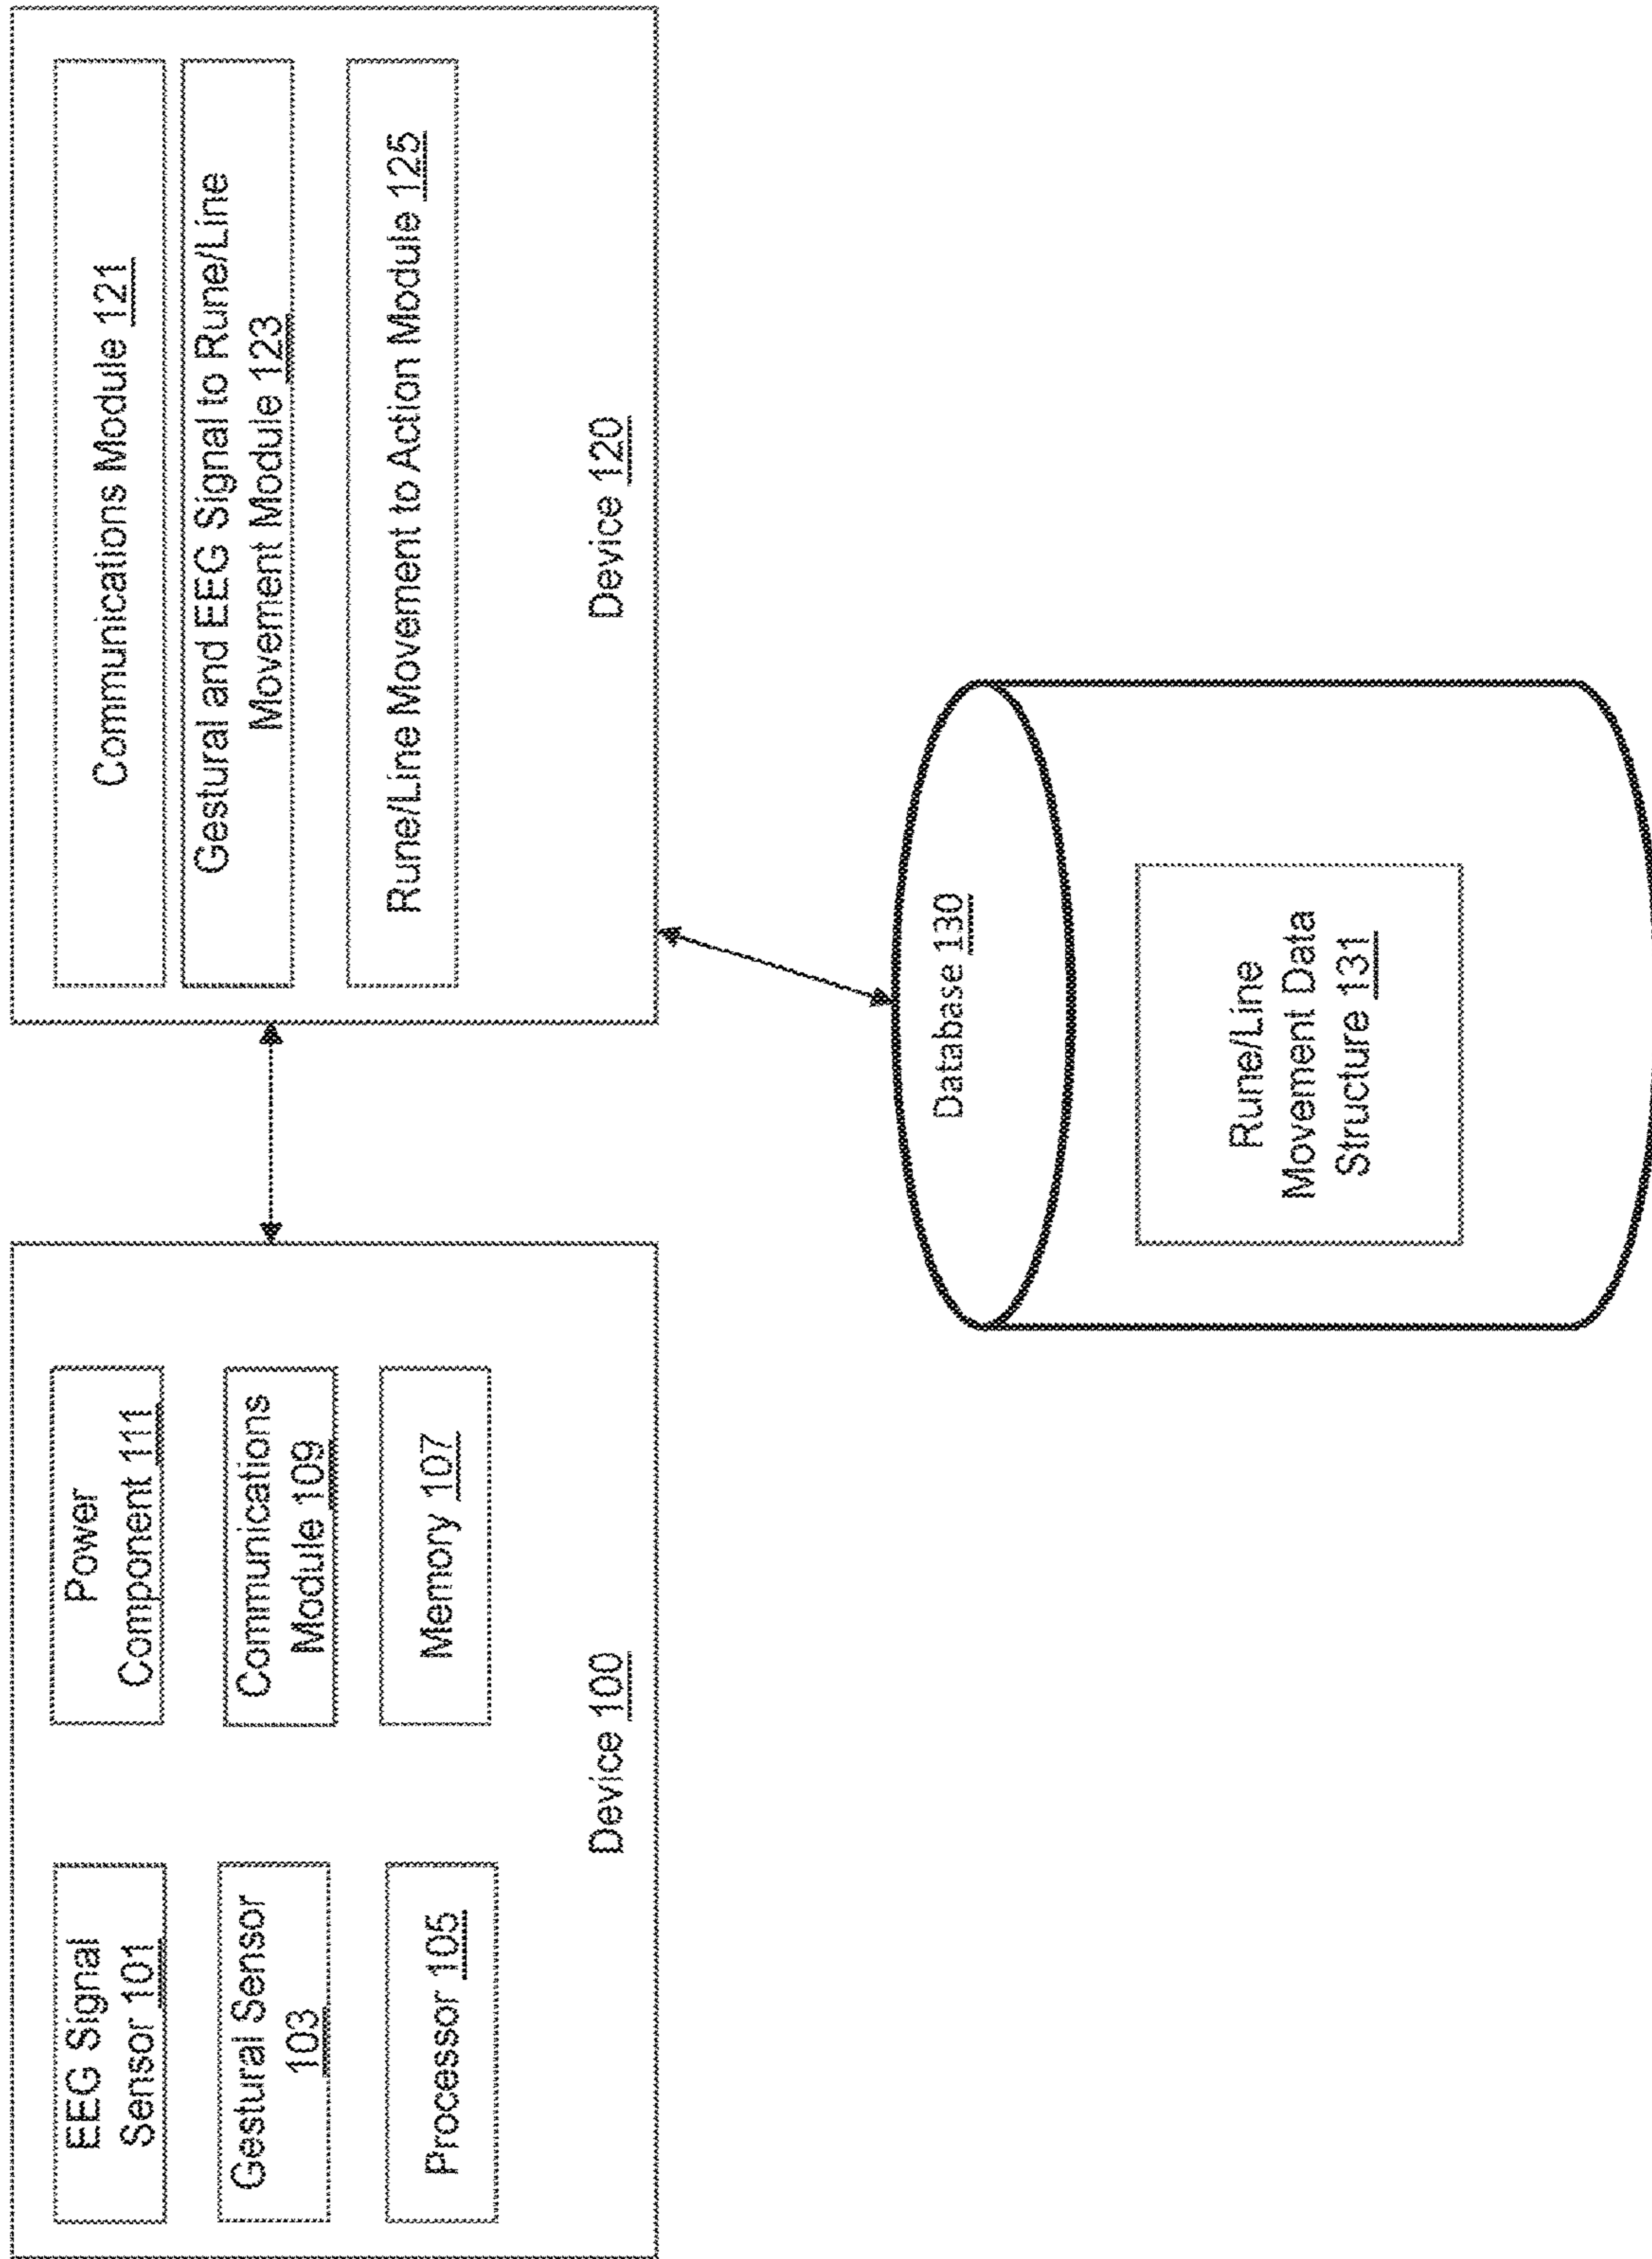 EEG Signal
Sensor 101
Gestural Sensor
103
Processor 105
Power
Component 111
Communications
Module 109
Memory 107
Device 100
Communications Module 121
Gestural and EEG Signal to Rune/Line
Movement Module 123
Rune/Line Movement to Action Module 125
Device 120
Database 130
Rune/Line
Movement Data
Structure 131